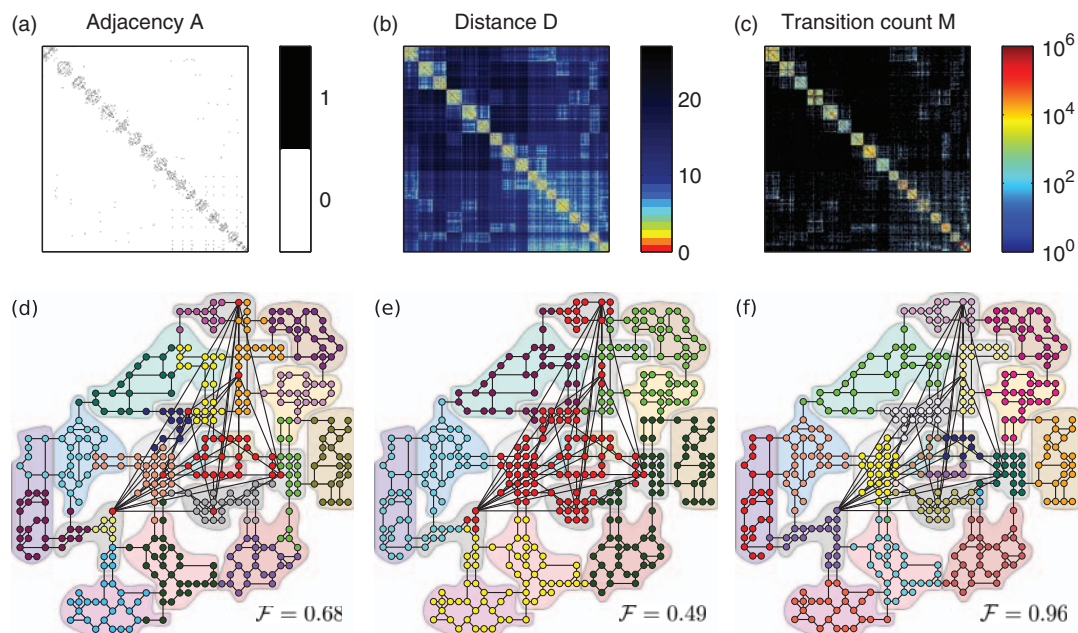 (a) Adjacency A
1
0
(b) Distance D
20
10
0
(c) Transition count M
10^6
10^4
10^2
10^0
(d)
F = 0.68
(e)
F = 0.49
(f)
F = 0.96